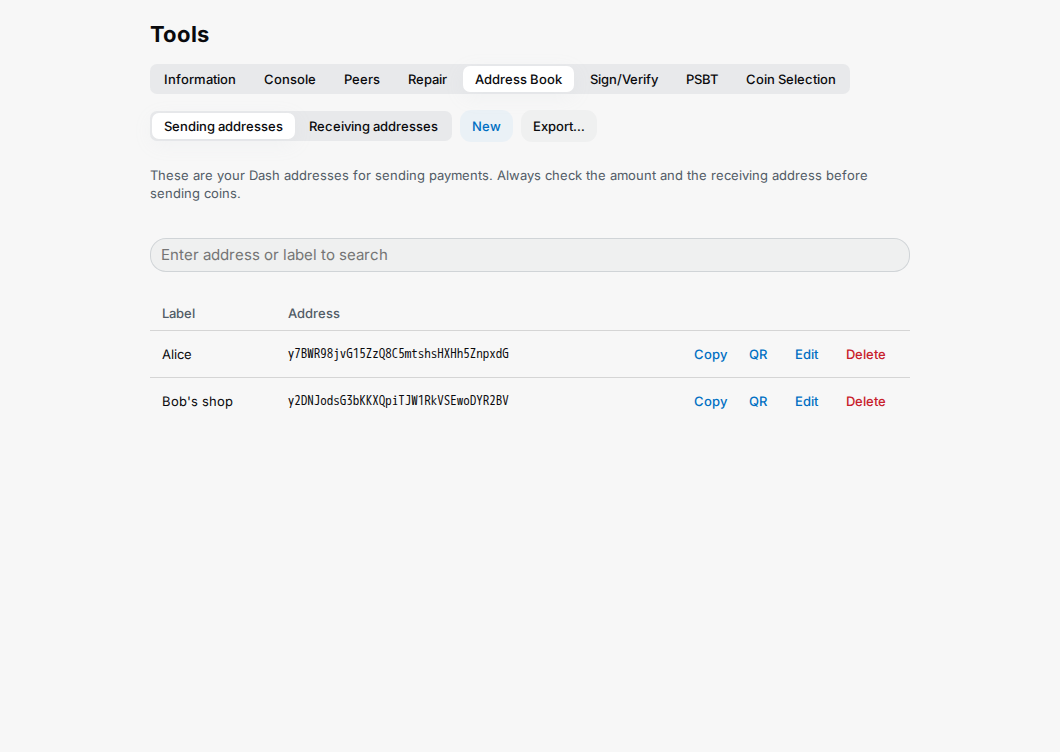 Tools
Information Console Peers Repair Address Book Sign/Verify PSBT Coin Selection
Sending addresses Receiving addresses New Export...
These are your Dash addresses for sending payments. Always check the amount and the receiving address before
sending coins.
Enter address or label to search
Label Address
Alice y7BWR98jvG15ZzQ8C5mtshsHXHh5ZnpxdG Copy QR Edit Delete
Bob's shop y2DNJodsG3bKKXQpiTJW1RkVSEwoDYR2BV Copy QR Edit Delete